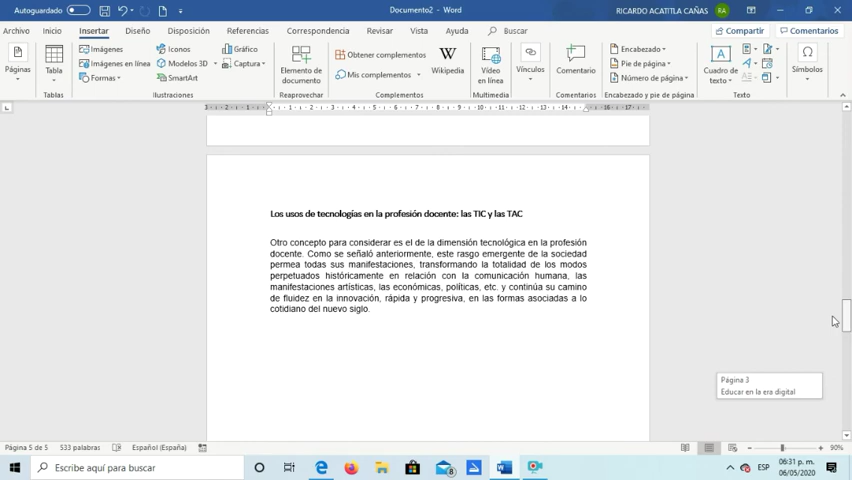 Autoguardado
Documento2 - Word
RICARDO ACATITLA CAÑAS
RA
Archivo Inicio Insertar Diseño Disposición Referencias Correspondencia Revisar Vista Ayuda Buscar
Compartir
Comentarios
Páginas
Tabla
Tablas
Imágenes
Imágenes en línea
Formas
Iconos
Modelos 3D
SmartArt
Gráfico
Captura
Ilustraciones
Elemento de
documento
Reaprovechar
Obtener complementos
Mis complementos
Wikipedia
Complementos
Vídeo
en línea
Multimedia
Vínculos
Comentario
Comentarios
Encabezado
Pie de página
Número de página
Encabezado y pie de página
Cuadro de
texto
Texto
Símbolos
Los usos de tecnologías en la profesión docente: las TIC y las TAC
Otro concepto para considerar es el de la dimensión tecnológica en la profesión
docente. Como se señaló anteriormente, este rasgo emergente de la sociedad
permea todas sus manifestaciones, transformando la totalidad de los modos
perpetuados históricamente en relación con la comunicación humana, las
manifestaciones artísticas, las económicas, políticas, etc. y continúa su camino
de fluidez en la innovación, rápida y progresiva, en las formas asociadas a lo
cotidiano del nuevo siglo.
Página 3
Educar en la era digital
Página 5 de 5 533 palabras Español (España)
90%
Escribe aquí para buscar
8
ESP
06:31 p. m.
06/05/2020